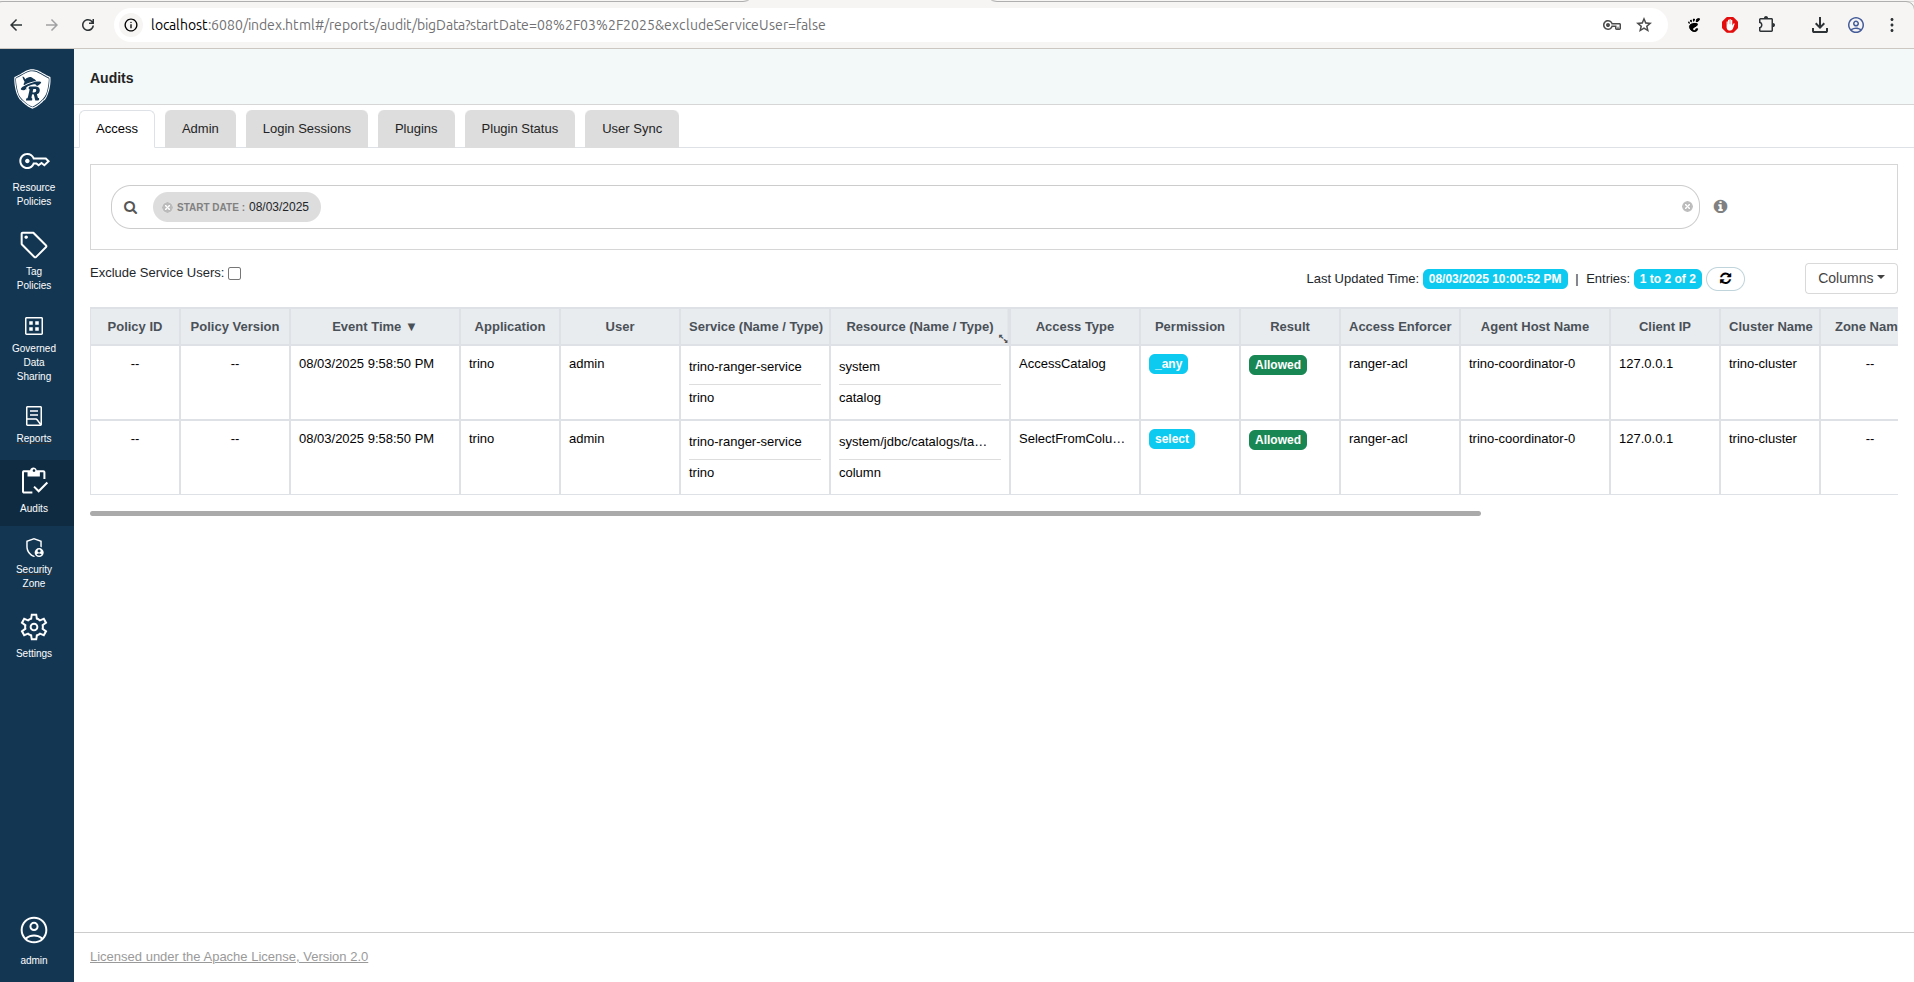 localhost:6080/index.html#/reports/audit/bigData?startDate=08%2F03%2F2025&excludeServiceUser=false
R
Resource
Policies
Tag
Policies
Governed
Data
Sharing
Reports
Audits
Security
Zone
Settings
admin
Audits
Access Admin Login Sessions Plugins Plugin Status User Sync
START DATE : 08/03/2025
Exclude Service Users:
Last Updated Time: 08/03/2025 10:00:52 PM | Entries: 1 to 2 of 2 Columns
Policy ID Policy Version Event Time ▼ Application User Service (Name / Type) Resource (Name / Type) Access Type Permission Result Access Enforcer Agent Host Name Client IP Cluster Name Zone Nam
-- -- 08/03/2025 9:58:50 PM trino admin trino-ranger-service system AccessCatalog _any Allowed ranger-acl trino-coordinator-0 127.0.0.1 trino-cluster --
trino catalog
-- -- 08/03/2025 9:58:50 PM trino admin trino-ranger-service system/jdbc/catalogs/ta… SelectFromColu… select Allowed ranger-acl trino-coordinator-0 127.0.0.1 trino-cluster --
trino column
Licensed under the Apache License, Version 2.0